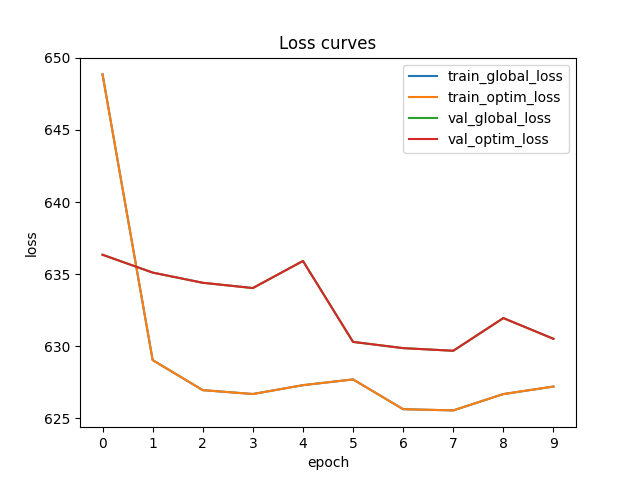 Loss curves
650
645
640
635
630
625
loss
train_global_loss
train_optim_loss
val_global_loss
val_optim_loss
0 1 2 3 4 5 6 7 8 9
epoch